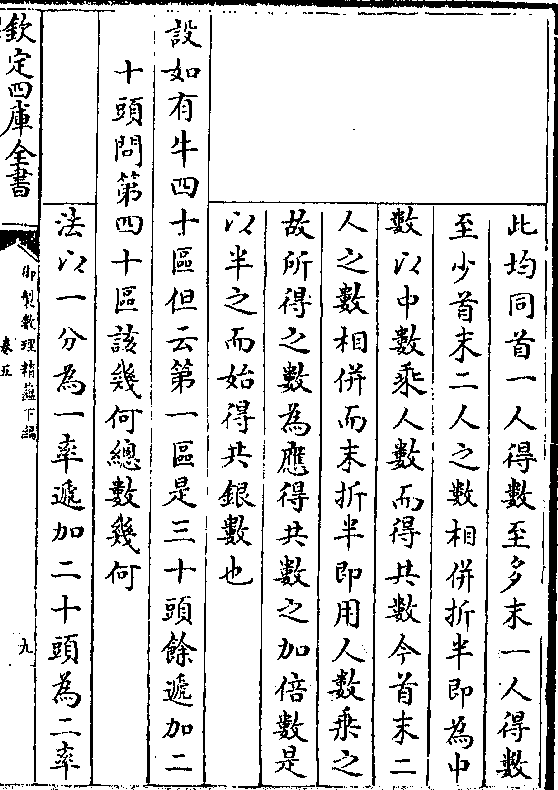 此均同首一人得數至多末一人得數
至少首末二人之數相併折半即為中
數以中數乘人數而得共數今首末二
人之數相併而未折半即用人數乘之
故所得之數為應得共數之加倍數是
以半之而始得共銀數也
設如有牛四十區但云第一區是三十頭餘遞加二
十頭問第四十區該幾何總數幾何
法以一分為一率遞加二十頭為二率
欽定四庫全書
御製數理精蘊下編
卷五
九